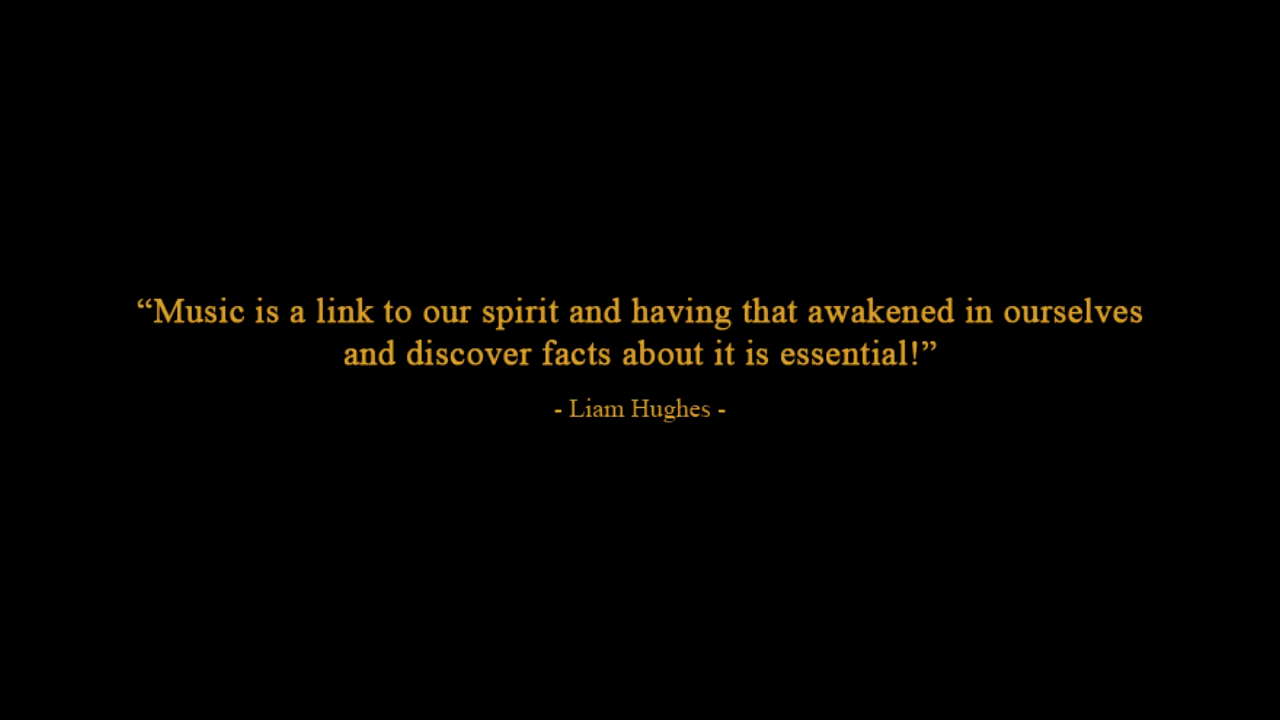 “Music is a link to our spirit and having that awakened in ourselves
and discover facts about it is essential!”
- Liam Hughes -